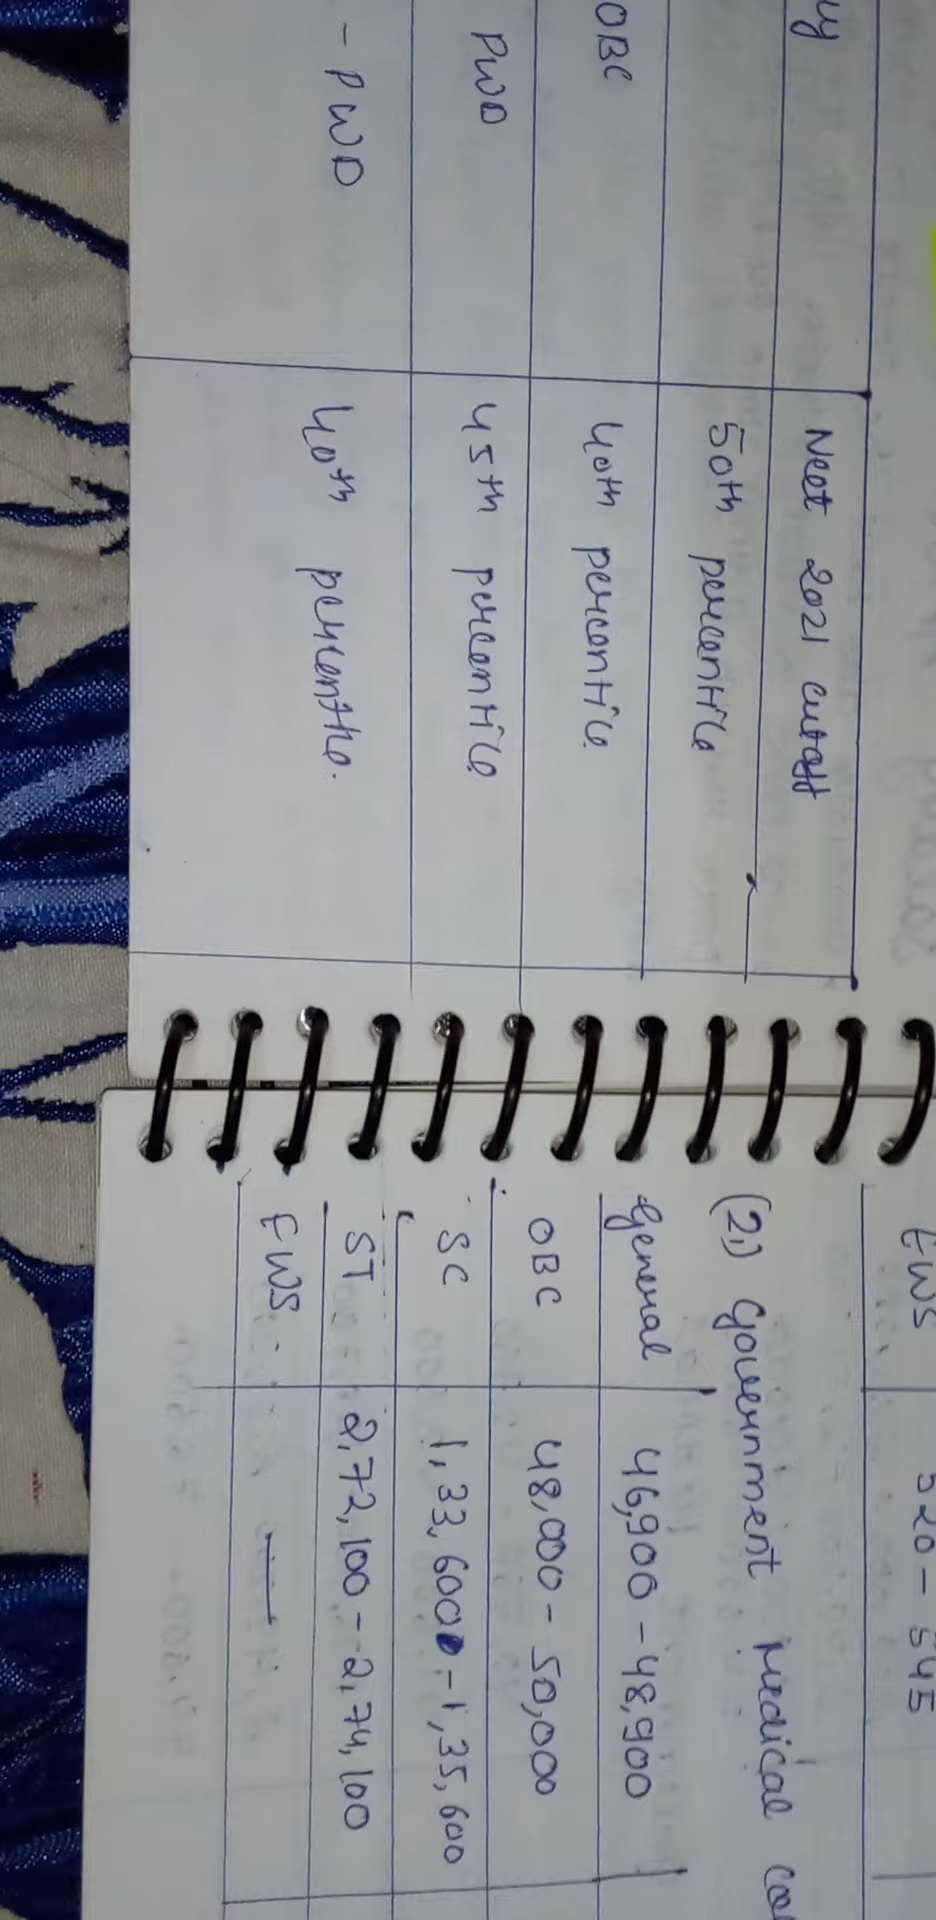 Neet 2021 cutoff
50th percentile
OBC 40th percentile
PWD 45th percentile
- PWD 40th percentile.
EWS 520-545
(2.) Government Medical
General 46,900-48,900
OBC 48,000-50,000
SC 1,33,600-1,35,600
ST 2,72,100-2,74,100
EWS —